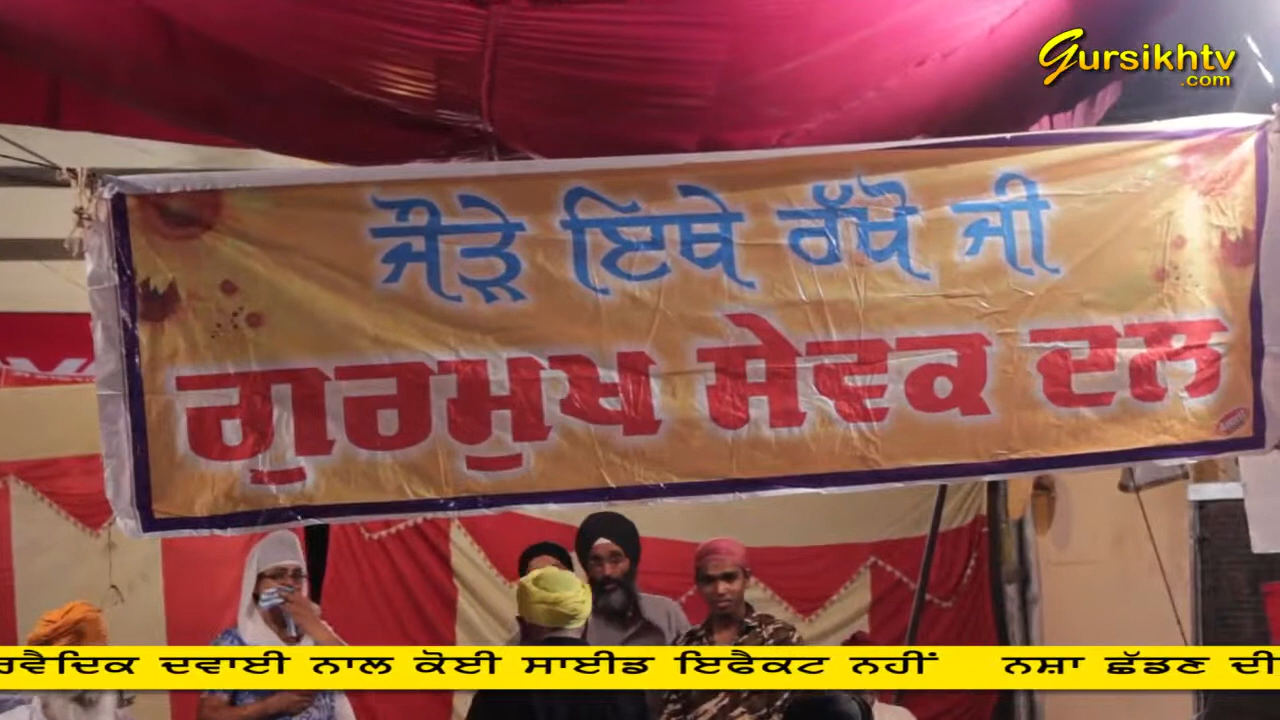 Gursikhtv
.com
ਜੌੜੇ ਇਥੇ ਰੱਖੋ ਜੀ
ਗੁਰਮੁਖ ਸੇਵਕ ਦਲ
ਰਵੈਦਿਕ ਦਵਾਈ ਨਾਲ ਕੋਈ ਸਾਈਡ ਇਫੈਕਟ ਨਹੀਂ ਨਸ਼ਾ ਛੱਡਣ ਦੀ